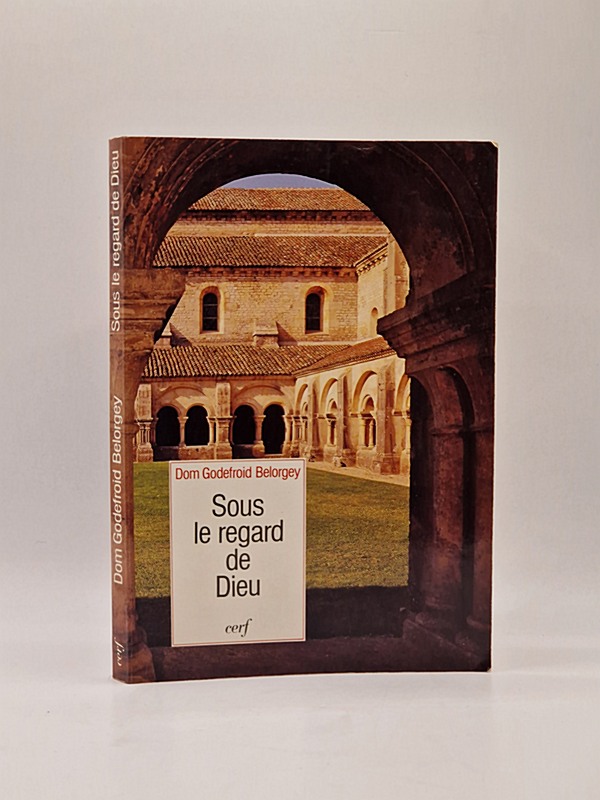 Dom Godefroid Belorgey
Sous
le regard
de
Dieu
cerf
Sous le regard de Dieu
Dom Godefroid Belorgey
cerf